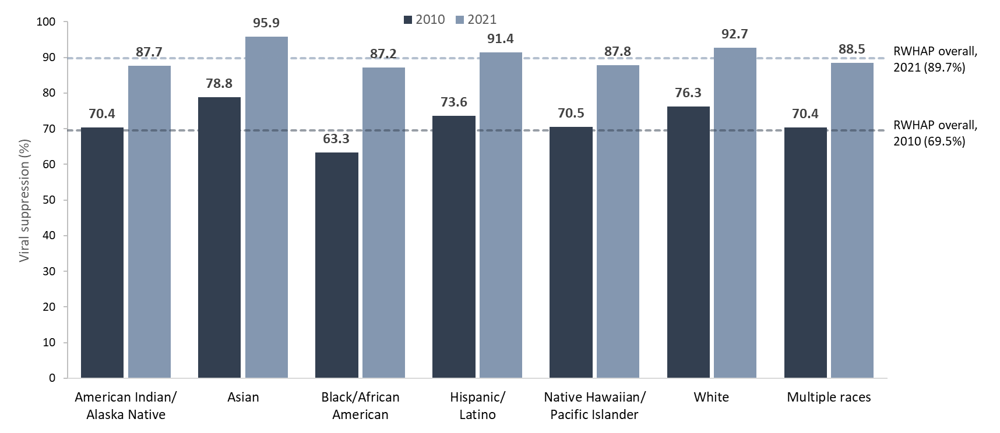 2010 2021
100
90
80
70
60
50
40
30
20
10
0
Viral suppression (%)
70.4
87.7
78.8
95.9
63.3
87.2
73.6
91.4
70.5
87.8
76.3
92.7
70.4
88.5
RWHAP overall,
2021 (89.7%)
RWHAP overall,
2010 (69.5%)
American Indian/
Alaska Native
Asian
Black/African
American
Hispanic/
Latino
Native Hawaiian/
Pacific Islander
White
Multiple races